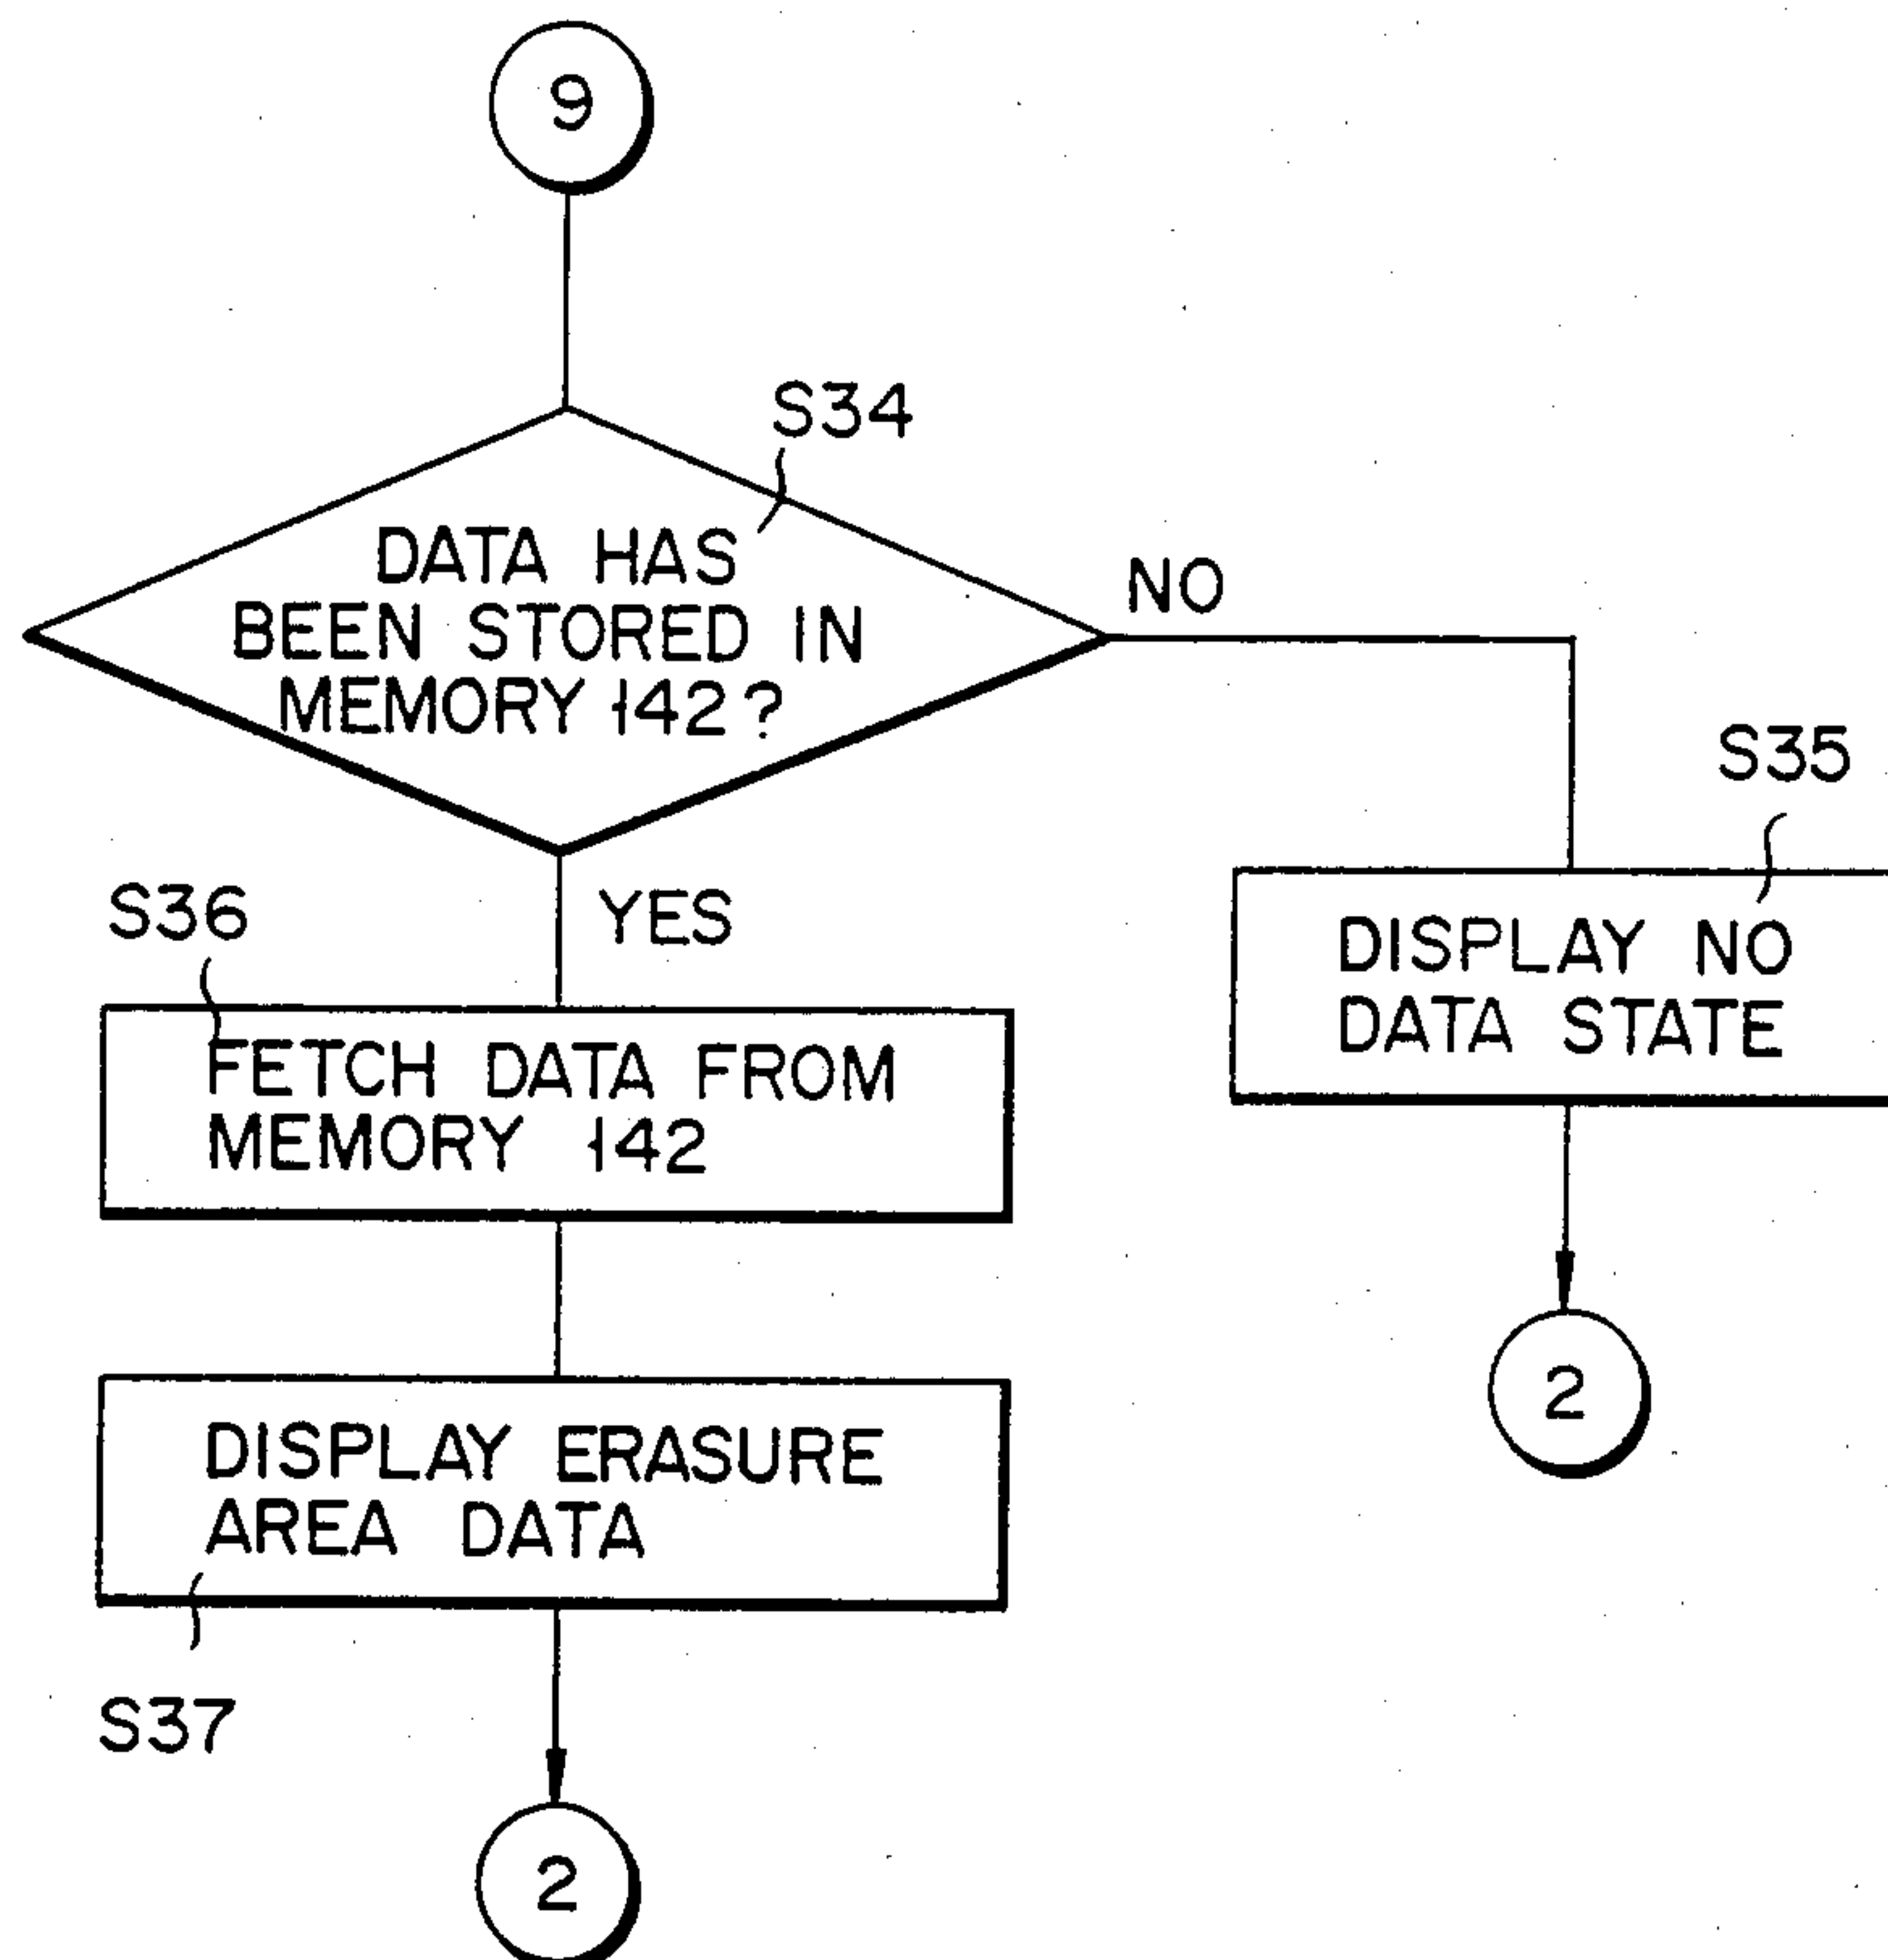 9
S34
DATA HAS
BEEN STORED IN
MEMORY 142?
NO
YES
S35
DISPLAY NO
DATA STATE
2
S36
FETCH DATA FROM
MEMORY 142
DISPLAY ERASURE
AREA DATA
S37
2